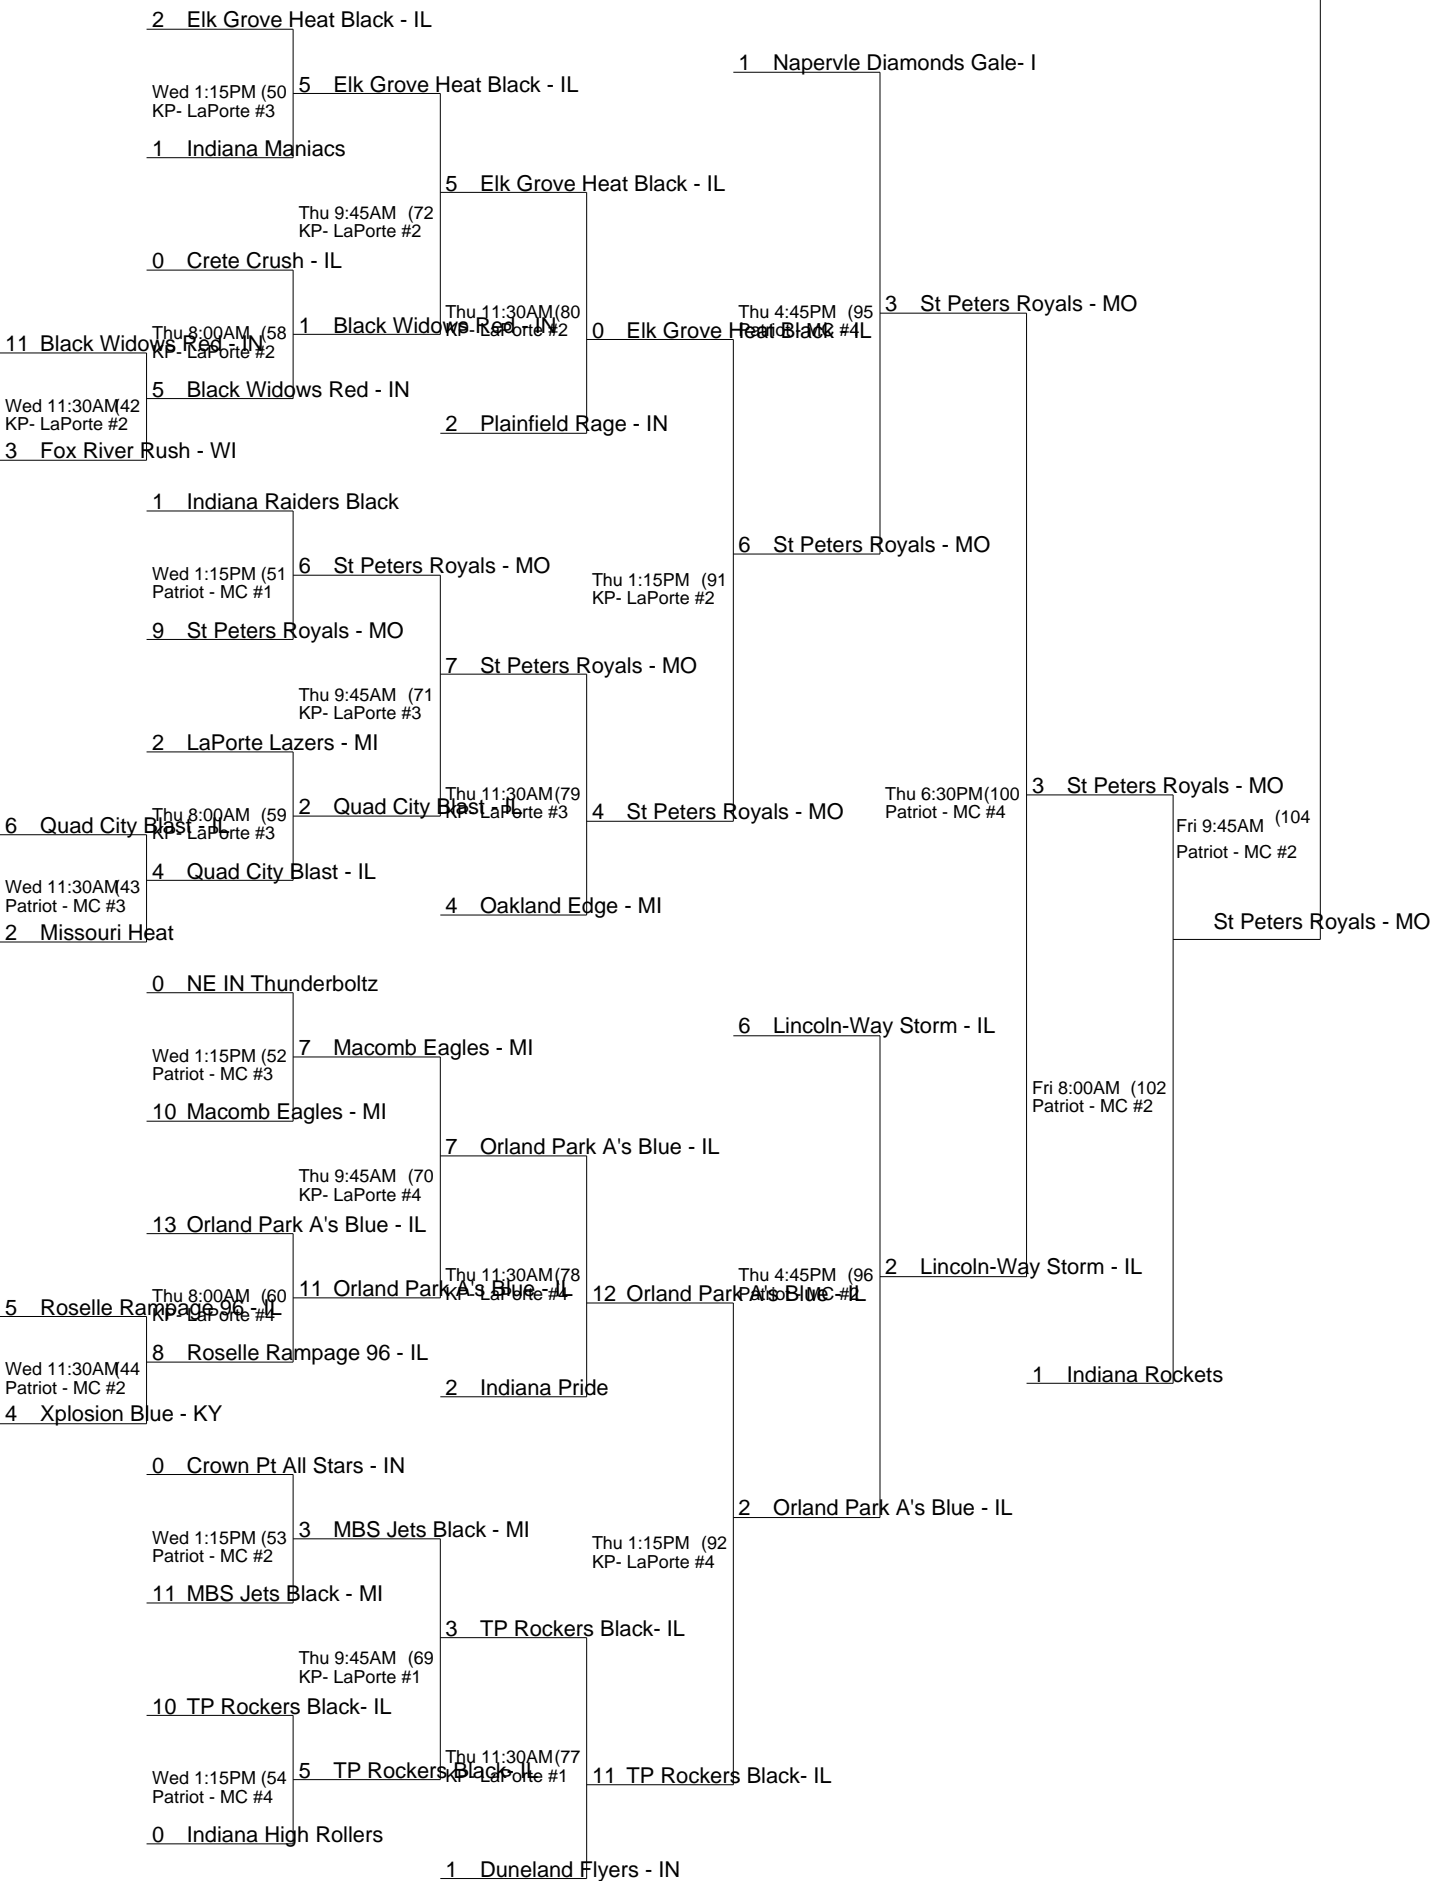 2 Elk Grove Heat Black - IL
1 Napervle Diamonds Gale- I
5 Elk Grove Heat Black - IL
Wed 1:15PM (50
KP- LaPorte #3
1 Indiana Maniacs
5 Elk Grove Heat Black - IL
Thu 9:45AM (72
KP- LaPorte #2
0 Crete Crush - IL
3 St Peters Royals - MO
Thu 11:30AM(80
KP- LaPorte #2
Thu 4:45PM (95
Patriot - MC #4
1 Black Widows Red - IN
0 Elk Grove Heat Black - IL
Thu 8:00AM (58
KP- LaPorte #2
11 Black Widows Red - IN
5 Black Widows Red - IN
Wed 11:30AM(42
KP- LaPorte #2
2 Plainfield Rage - IN
3 Fox River Rush - WI
1 Indiana Raiders Black
6 St Peters Royals - MO
6 St Peters Royals - MO
Wed 1:15PM (51
Patriot - MC #1
Thu 1:15PM (91
KP- LaPorte #2
9 St Peters Royals - MO
7 St Peters Royals - MO
Thu 9:45AM (71
KP- LaPorte #3
2 LaPorte Lazers - MI
3 St Peters Royals - MO
Thu 11:30AM(79
KP- LaPorte #3
Thu 6:30PM(100
Patriot - MC #4
2 Quad City Blast - IL
4 St Peters Royals - MO
Thu 8:00AM (59
KP- LaPorte #3
Fri 9:45AM (104
Patriot - MC #2
6 Quad City Blast - IL
4 Quad City Blast - IL
Wed 11:30AM(43
Patriot - MC #3
4 Oakland Edge - MI
St Peters Royals - MO
2 Missouri Heat
0 NE IN Thunderboltz
6 Lincoln-Way Storm - IL
7 Macomb Eagles - MI
Wed 1:15PM (52
Patriot - MC #3
Fri 8:00AM (102
Patriot - MC #2
10 Macomb Eagles - MI
7 Orland Park A's Blue - IL
Thu 9:45AM (70
KP- LaPorte #4
13 Orland Park A's Blue - IL
2 Lincoln-Way Storm - IL
Thu 11:30AM(78
KP- LaPorte #4
Thu 4:45PM (96
Patriot - MC #2
11 Orland Park A's Blue - IL
12 Orland Park A's Blue - IL
Thu 8:00AM (60
KP- LaPorte #4
5 Roselle Rampage 96 - IL
8 Roselle Rampage 96 - IL
Wed 11:30AM(44
Patriot - MC #2
1 Indiana Rockets
2 Indiana Pride
4 Xplosion Blue - KY
0 Crown Pt All Stars - IN
2 Orland Park A's Blue - IL
3 MBS Jets Black - MI
Wed 1:15PM (53
Patriot - MC #2
Thu 1:15PM (92
KP- LaPorte #4
11 MBS Jets Black - MI
3 TP Rockers Black- IL
Thu 9:45AM (69
KP- LaPorte #1
10 TP Rockers Black- IL
Thu 11:30AM(77
KP- LaPorte #1
5 TP Rockers Black- IL
11 TP Rockers Black- IL
Wed 1:15PM (54
Patriot - MC #4
0 Indiana High Rollers
1 Duneland Flyers - IN